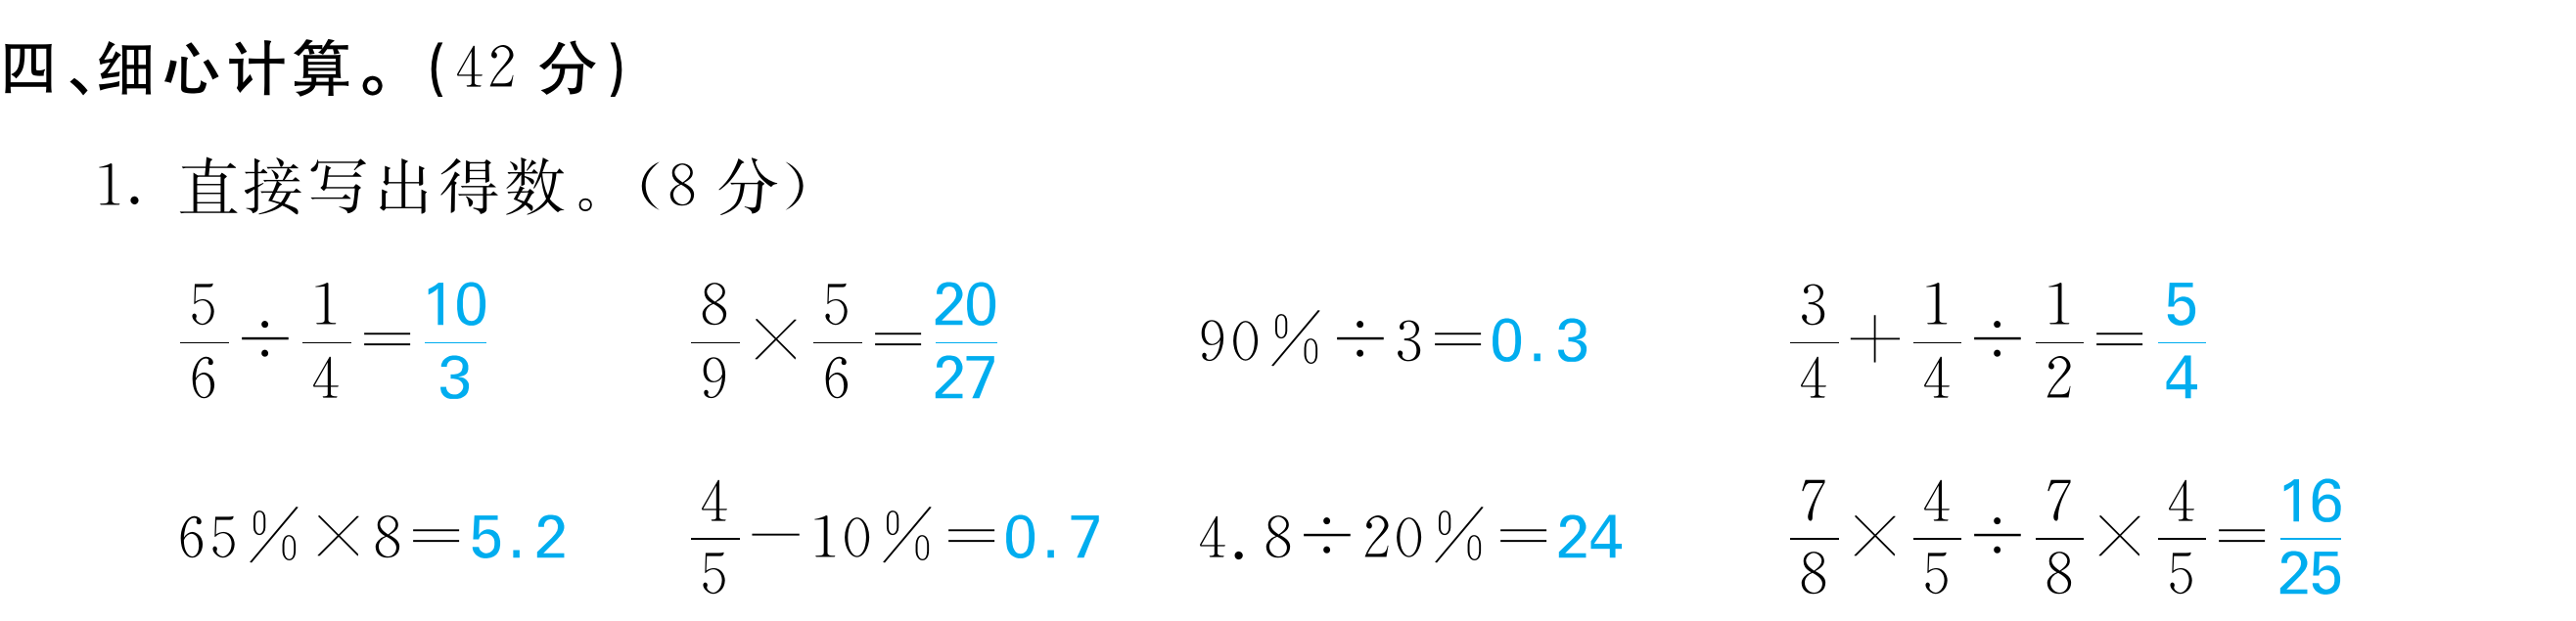 四、细心计算。(42 分)
1. 直接写出得数。(8 分)
5/6÷1/4=10/3 8/9×5/6=20/27 90%÷3=0.3 3/4+1/4÷1/2=5/4
65%×8=5.2 4/5-10%=0.7 4.8÷20%=24 7/8×4/5÷7/8×4/5=16/25